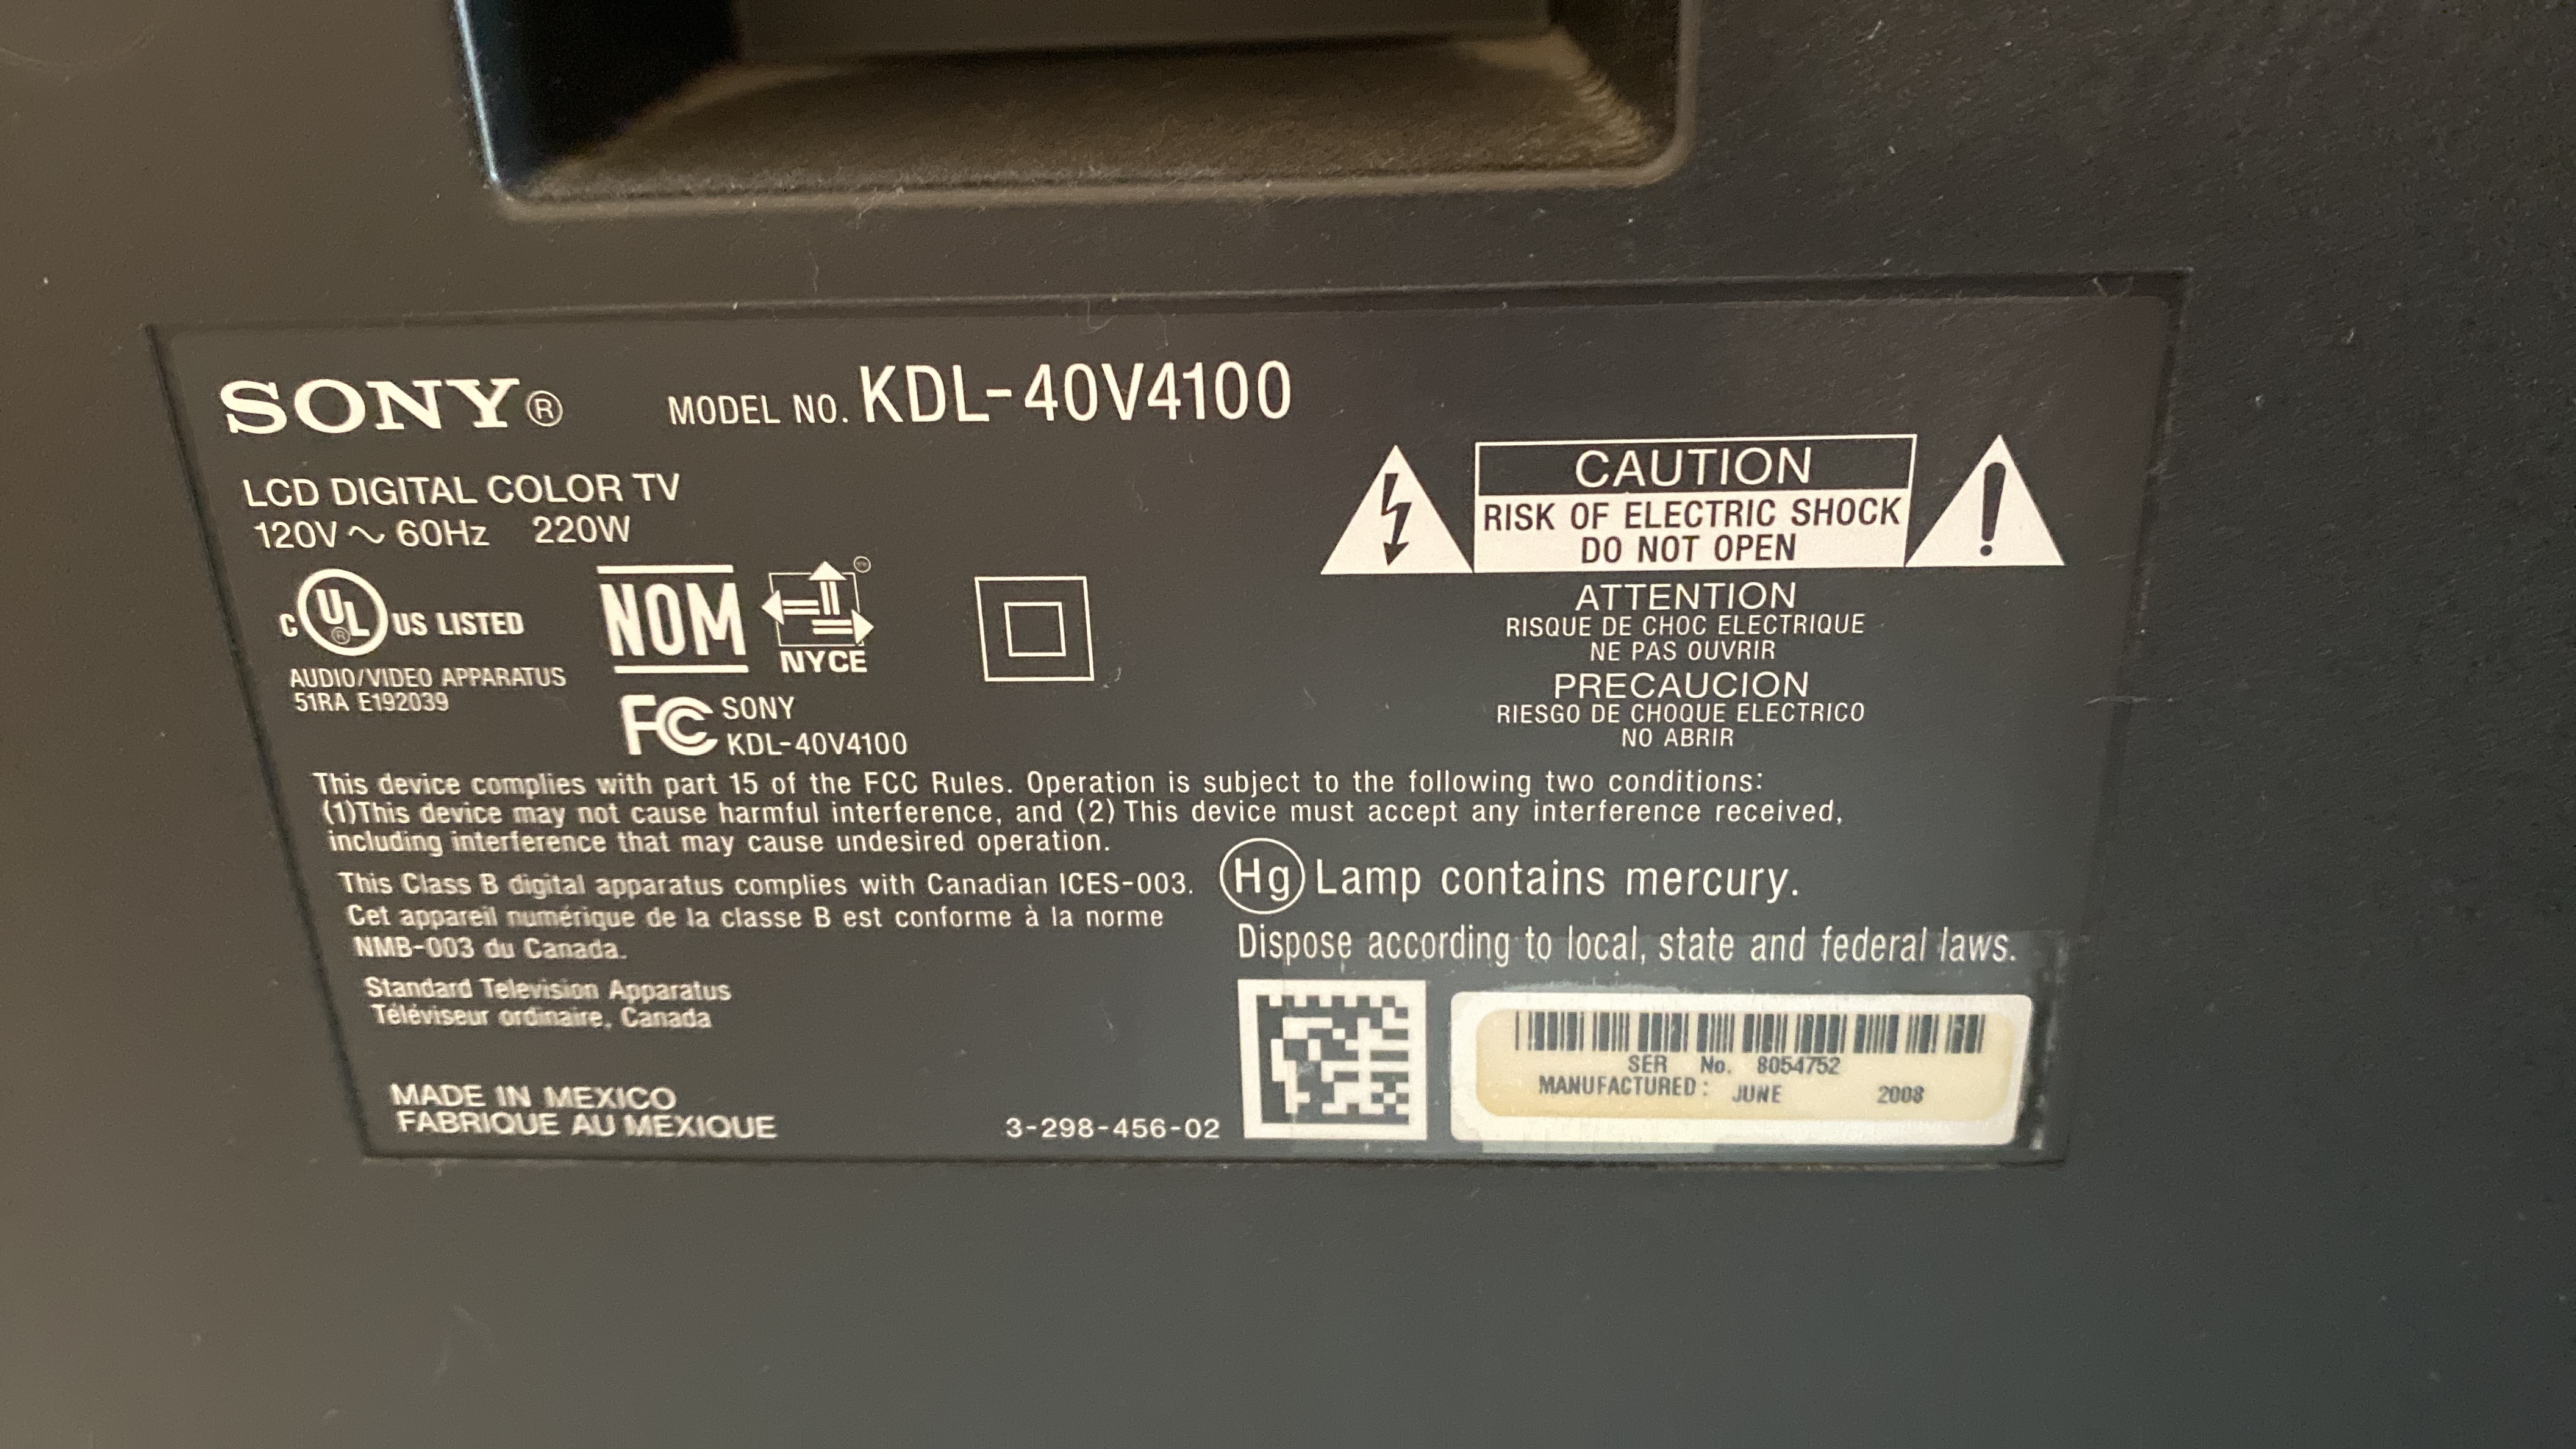 SONY® MODEL NO. KDL-40V4100
LCD DIGITAL COLOR TV
120V ~ 60Hz 220W
C UL ® US LISTED
AUDIO/VIDEO APPARATUS
51RA E192039
NOM
NYCE
FC SONY
KDL-40V4100
CAUTION
RISK OF ELECTRIC SHOCK
DO NOT OPEN
ATTENTION
RISQUE DE CHOC ELECTRIQUE
NE PAS OUVRIR
PRECAUCION
RIESGO DE CHOQUE ELECTRICO
NO ABRIR
This device complies with part 15 of the FCC Rules. Operation is subject to the following two conditions:
(1)This device may not cause harmful interference, and (2) This device must accept any interference received,
including interference that may cause undesired operation.
This Class B digital apparatus complies with Canadian ICES-003.
Cet appareil numérique de la classe B est conforme à la norme
NMB-003 du Canada.
Standard Television Apparatus
Téléviseur ordinaire, Canada
MADE IN MEXICO
FABRIQUE AU MEXIQUE
3-298-456-02
Hg Lamp contains mercury.
Dispose according to local, state and federal laws.
SER No. 8054752
MANUFACTURED: JUNE 2008